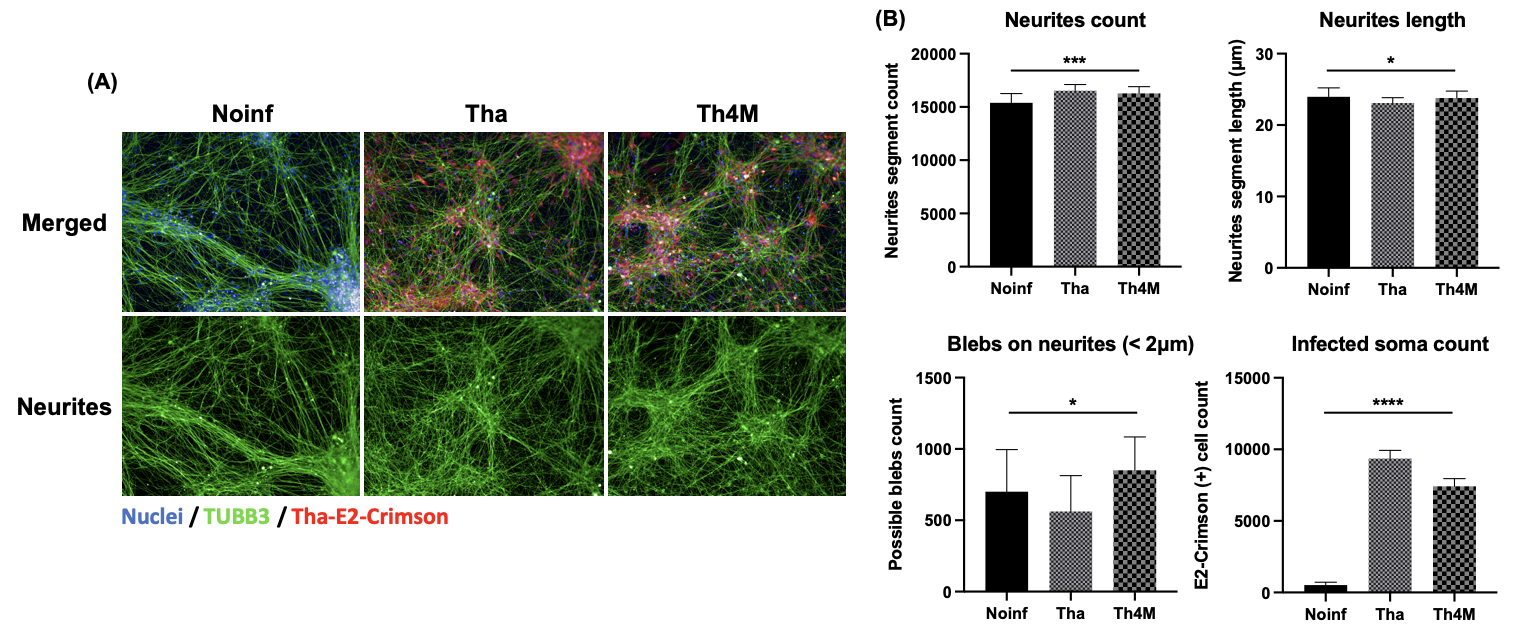 (A)
Noinf Tha Th4M
Merged
Neurites
Nuclei / TUBB3 / Tha-E2-Crimson
(B)
Neurites count
Neurites segment count
20000
15000
10000
5000
0
***
Noinf Tha Th4M
Neurites length
Neurites segment length (μm)
30
20
10
0
*
Noinf Tha Th4M
Blebs on neurites (< 2μm)
Possible blebs count
1500
1000
500
0
*
Noinf Tha Th4M
Infected soma count
E2-Crimson (+) cell count
15000
10000
5000
0
****
Noinf Tha Th4M